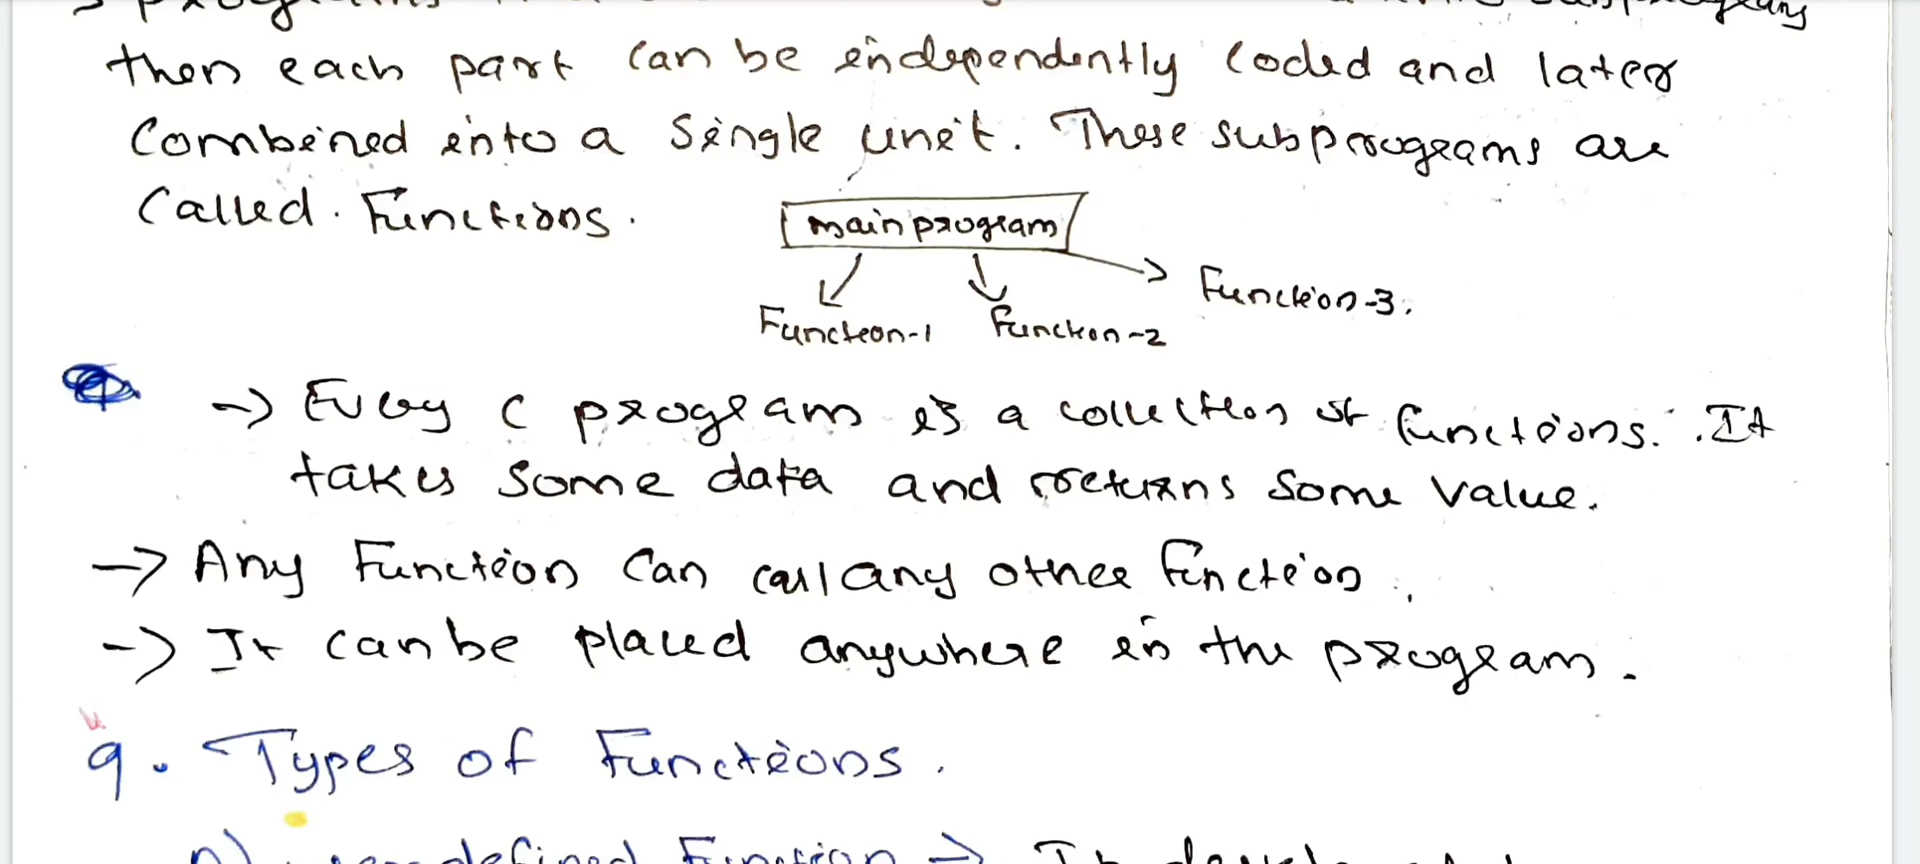 then each part can be independently coded and later
Combined into a single unit. These subprograms are
Called. Functions.
main program
Function-3.
Function-1 Function-2
-> Every C program is a collection of functions. It
takes some data and returns some value.
-> Any Function Can call any other function.
-> It can be placed anywhere in the program.
9. Types of Functions.
defined Function ->